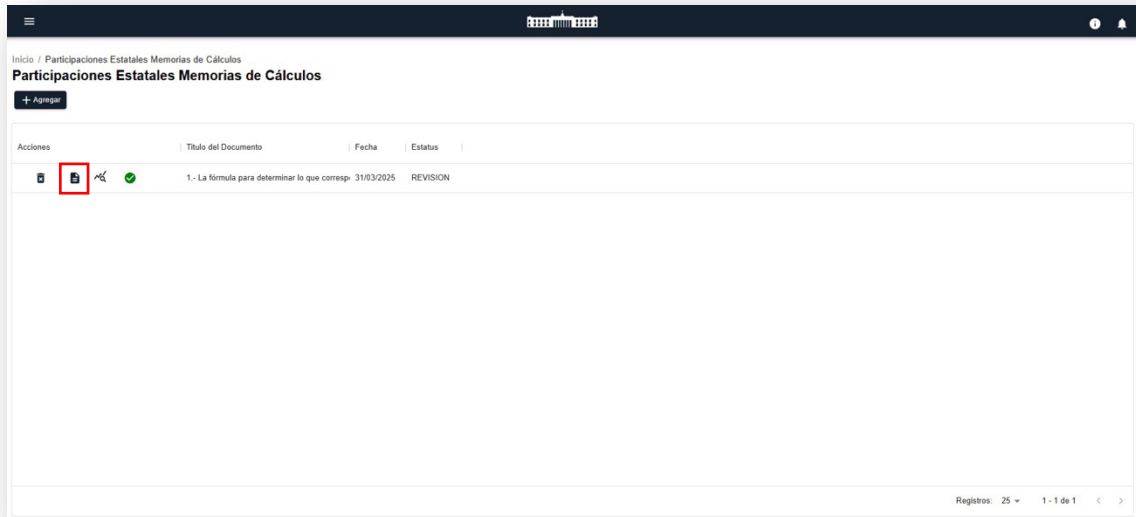 Inicio / Participaciones Estatales Memorias de Cálculos
Participaciones Estatales Memorias de Cálculos
+ Agregar
Acciones Titulo del Documento Fecha Estatus
1.- La fórmula para determinar lo que corresp 31/03/2025 REVISION
Registros: 25 1 - 1 de 1